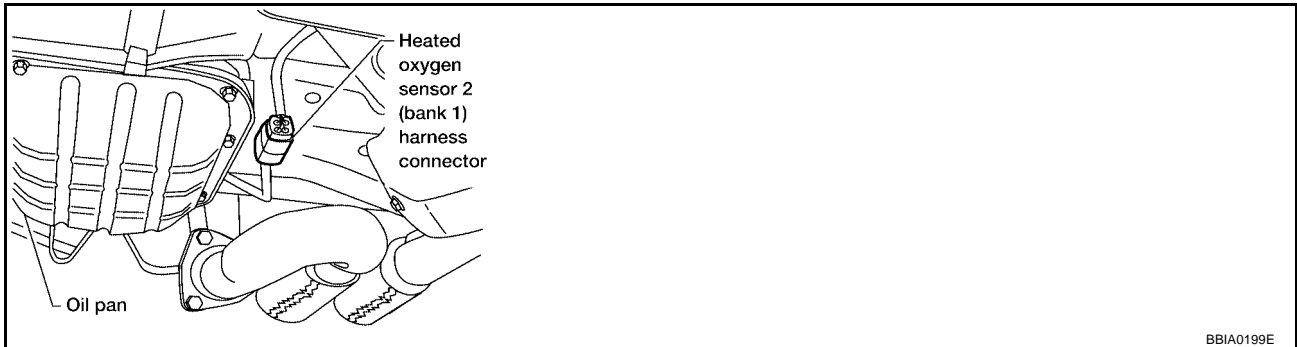 Heated
oxygen
sensor 2
(bank 1)
harness
connector
Oil pan
BBIA0199E